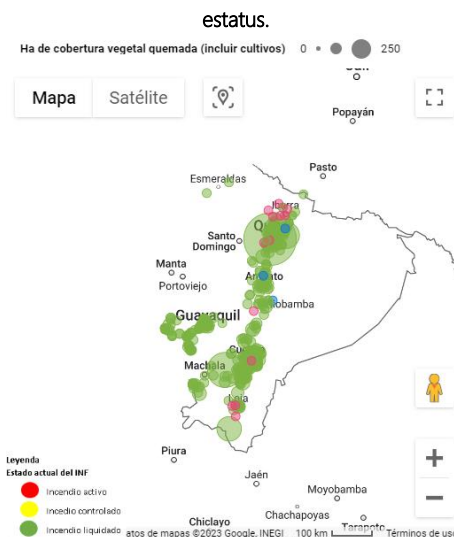 estatus.
Ha de cobertura vegetal quemada (incluir cultivos) 0 250
Popayán
Mapa Satélite
Pasto
Esmeraldas
Ibarra
Q
Santo
Domingo
Manta
Portoviejo
Guayaquil
Machala
Loja
Piura
Jaén
Moyobamba
Chachapoyas
Chiclayo
Tarapoto
Leyenda
Estado actual del INF
Incendio activo
Incedio controlado
Incendio liquidado
atos de mapas ©2023 Google, INEGI 100 km Términos de uso